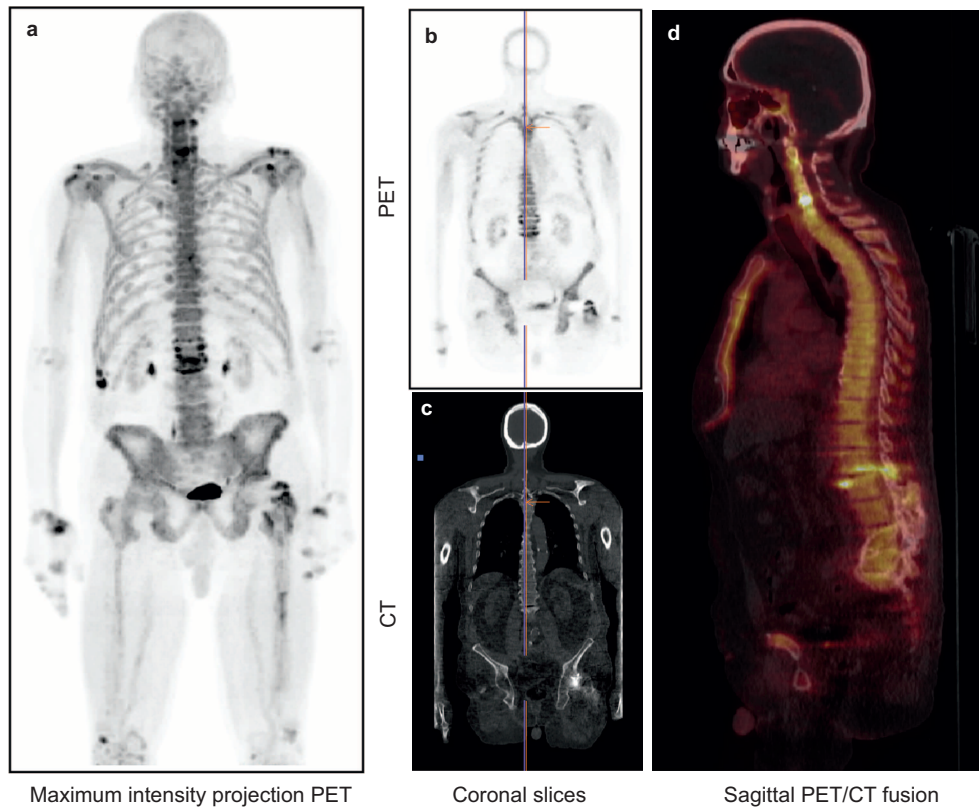 a
b
d
PET
c
CT
Maximum intensity projection PET
Coronal slices
Sagittal PET/CT fusion